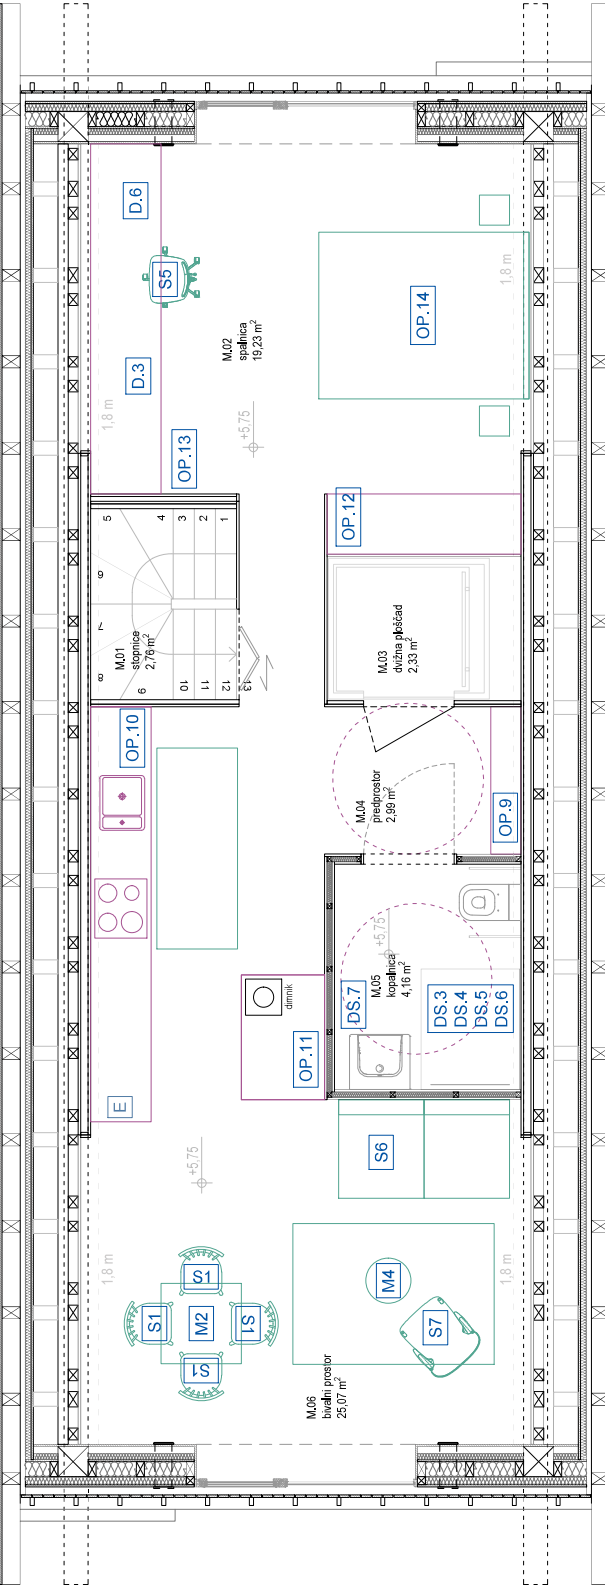 D.6
S5
1,8 m
OP.14
M.02
spalnica
19,23 m²
D.3
1,8 m
+5,75
OP.13
OP.12
5
4
3
2
1
6
7
8
9
10
11
12
13
M.01
stopnice
2,76 m²
M.03
dvižna ploščad
2,33 m²
OP.10
M.04
predprostor
2,99 m²
OP.9
+5,75
M.05
kopalnica
4,16 m²
DS.7
DS.3
DS.4
DS.5
DS.6
dimnik
OP.11
E
S6
+5,75
1,8 m
1,8 m
S1
S1
M2
S1
S1
M4
S7
M.06
bivalni prostor
25,07 m²